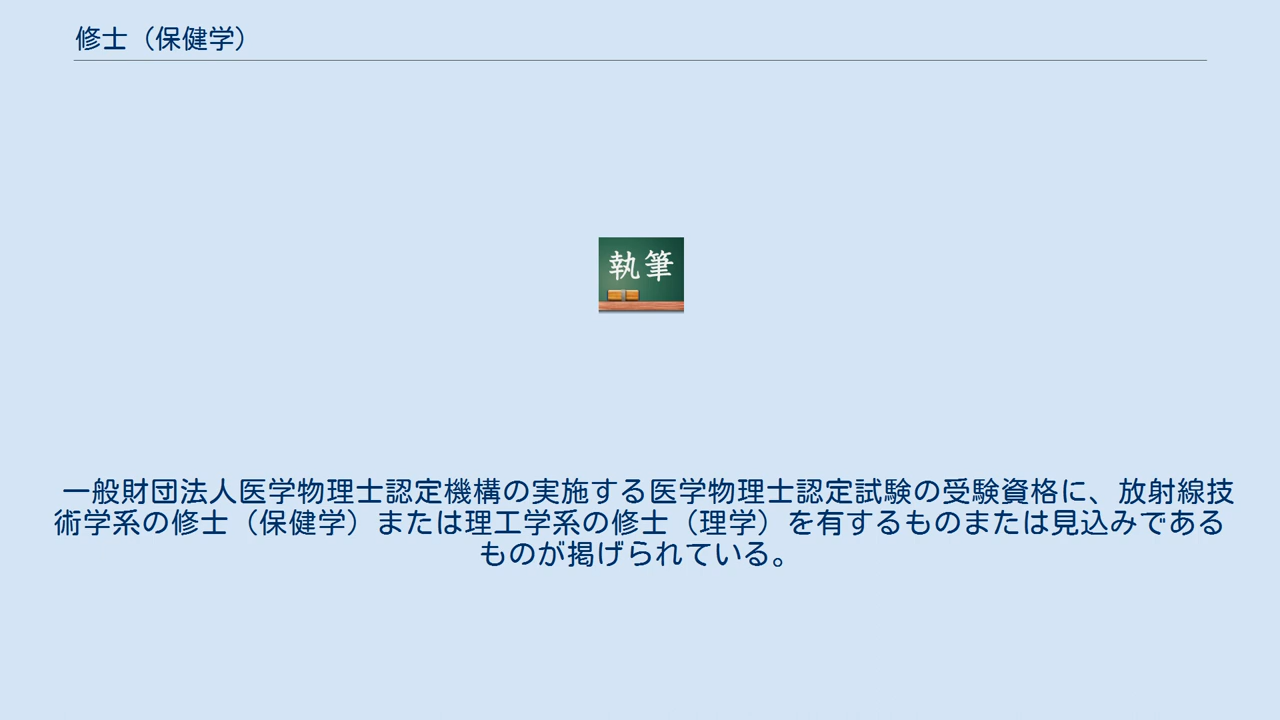 修士（保健学）
執筆
一般財団法人医学物理士認定機構の実施する医学物理士認定試験の受験資格に、放射線技
術学系の修士（保健学）または理工学系の修士（理学）を有するものまたは見込みである
ものが掲げられている。